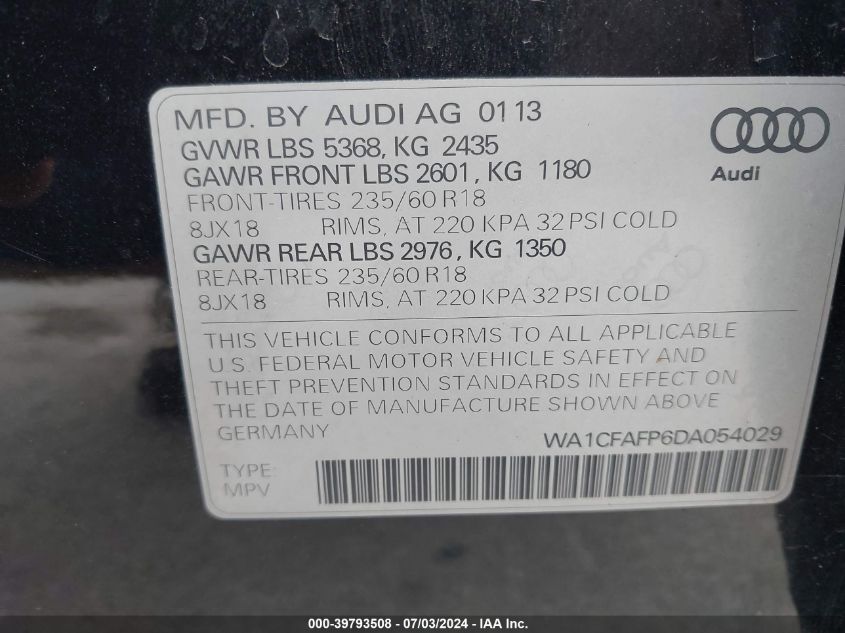 MFD. BY AUDI AG 01 13
GVWR LBS 5368, KG 2435
GAWR FRONT LBS 2601, KG 1180
FRONT-TIRES 235/60 R18
8JX18 RIMS, AT 220 KPA 32 PSI COLD
GAWR REAR LBS 2976, KG 1350
REAR-TIRES 235/60 R18
8JX18 RIMS, AT 220 KPA 32 PSI COLD
Audi
THIS VEHICLE CONFORMS TO ALL APPLICABLE
U.S. FEDERAL MOTOR VEHICLE SAFETY AND
THEFT PREVENTION STANDARDS IN EFFECT ON
THE DATE OF MANUFACTURE SHOWN ABOVE
GERMANY WA1CFAFP6DA054029
TYPE:
MPV
000-39793508 - 07/03/2024 - IAA Inc.